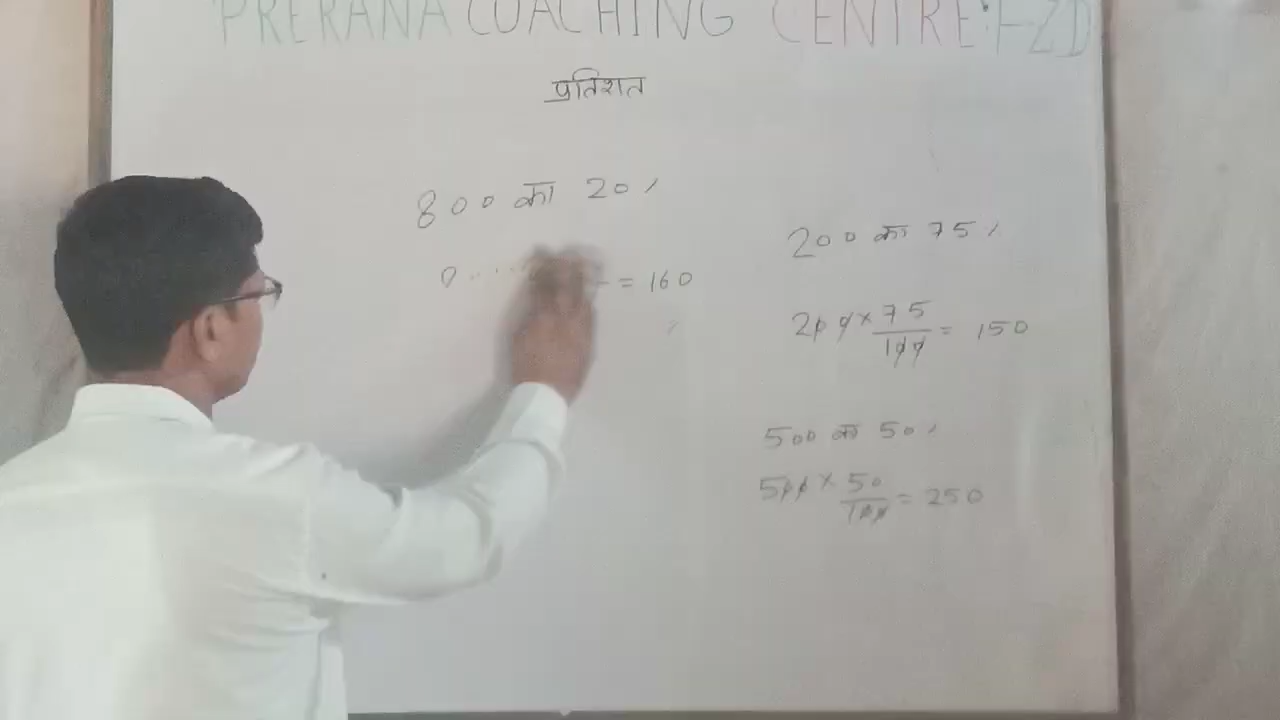 PRERANA COACHING CENTRE: FZD
प्रतिशत
800 का 20%
= 160
200 का 75%
200 × 75/100 = 150
500 का 50%
500 × 50/100 = 250